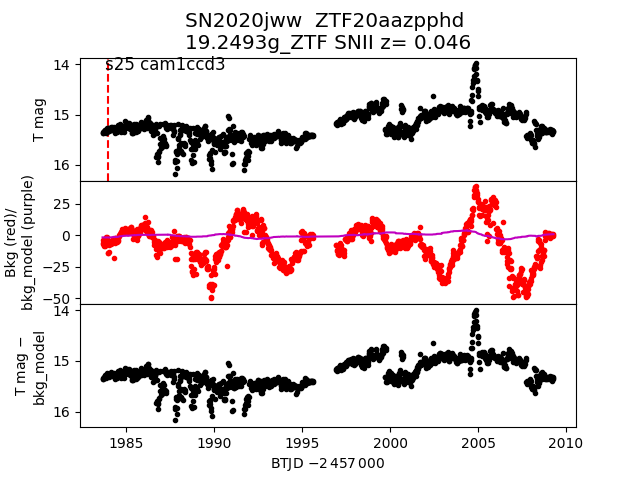 SN2020jww  ZTF20aazpphd
19.2493g_ZTF SNII z= 0.046
s25 cam1ccd3
14
15
16
T mag
25
0
−25
−50
Bkg (red)/
bkg_model (purple)
14
15
16
T mag −
bkg_model
1985
1990
1995
2000
2005
2010
BTJD −2 457 000